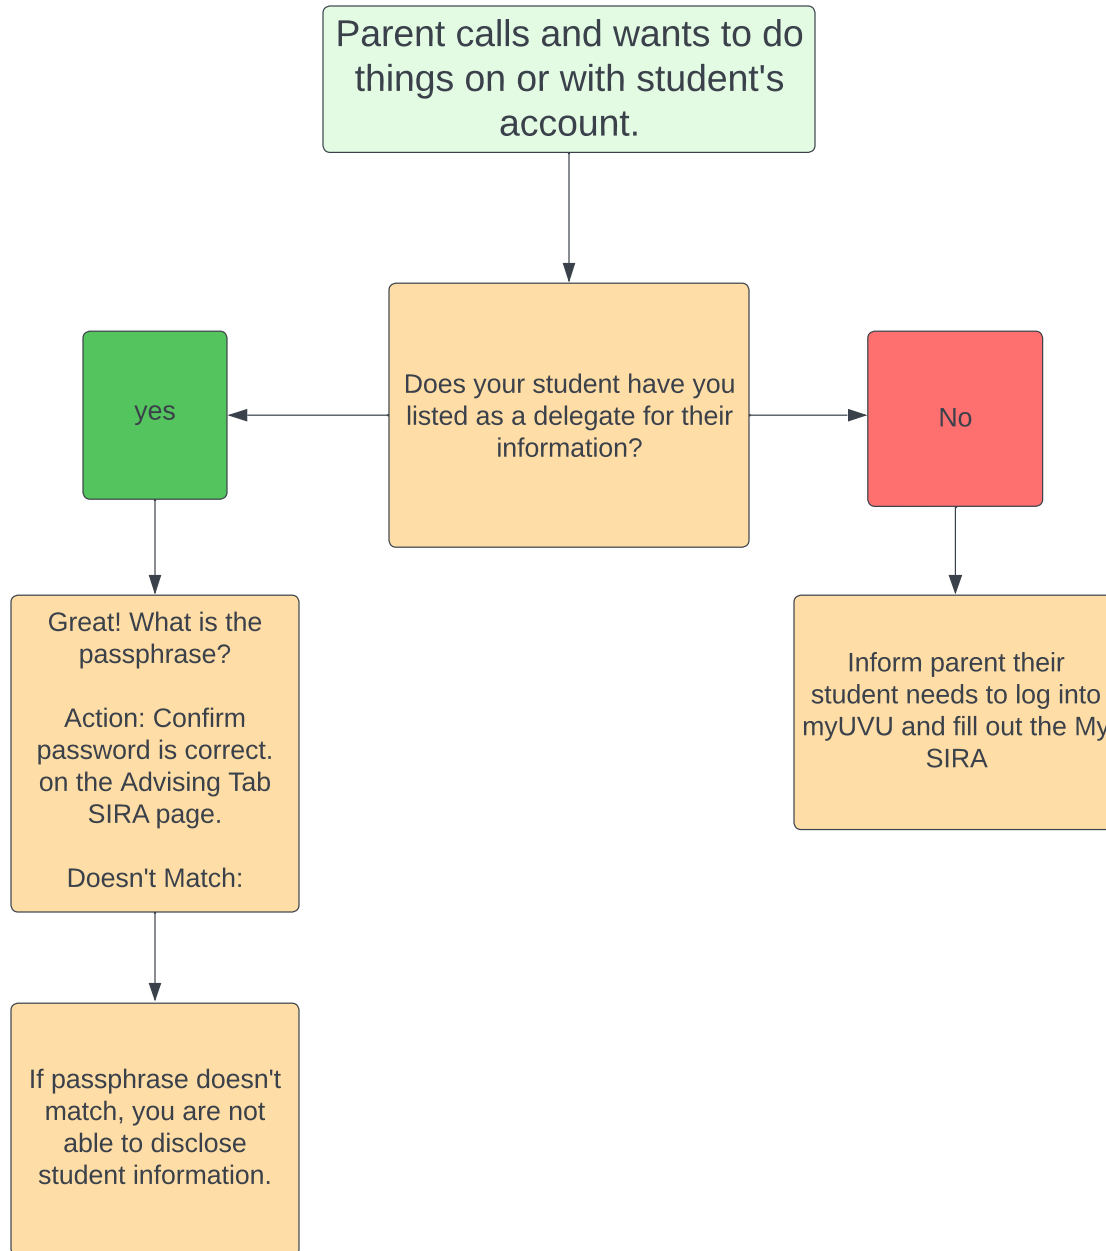 Parent calls and wants to do
things on or with student's
account.
Does your student have you
listed as a delegate for their
information?
yes
No
Great! What is the
passphrase?
Action: Confirm
password is correct.
on the Advising Tab
SIRA page.
Doesn't Match:
Inform parent their
student needs to log into
myUVU and fill out the My
SIRA
If passphrase doesn't
match, you are not
able to disclose
student information.